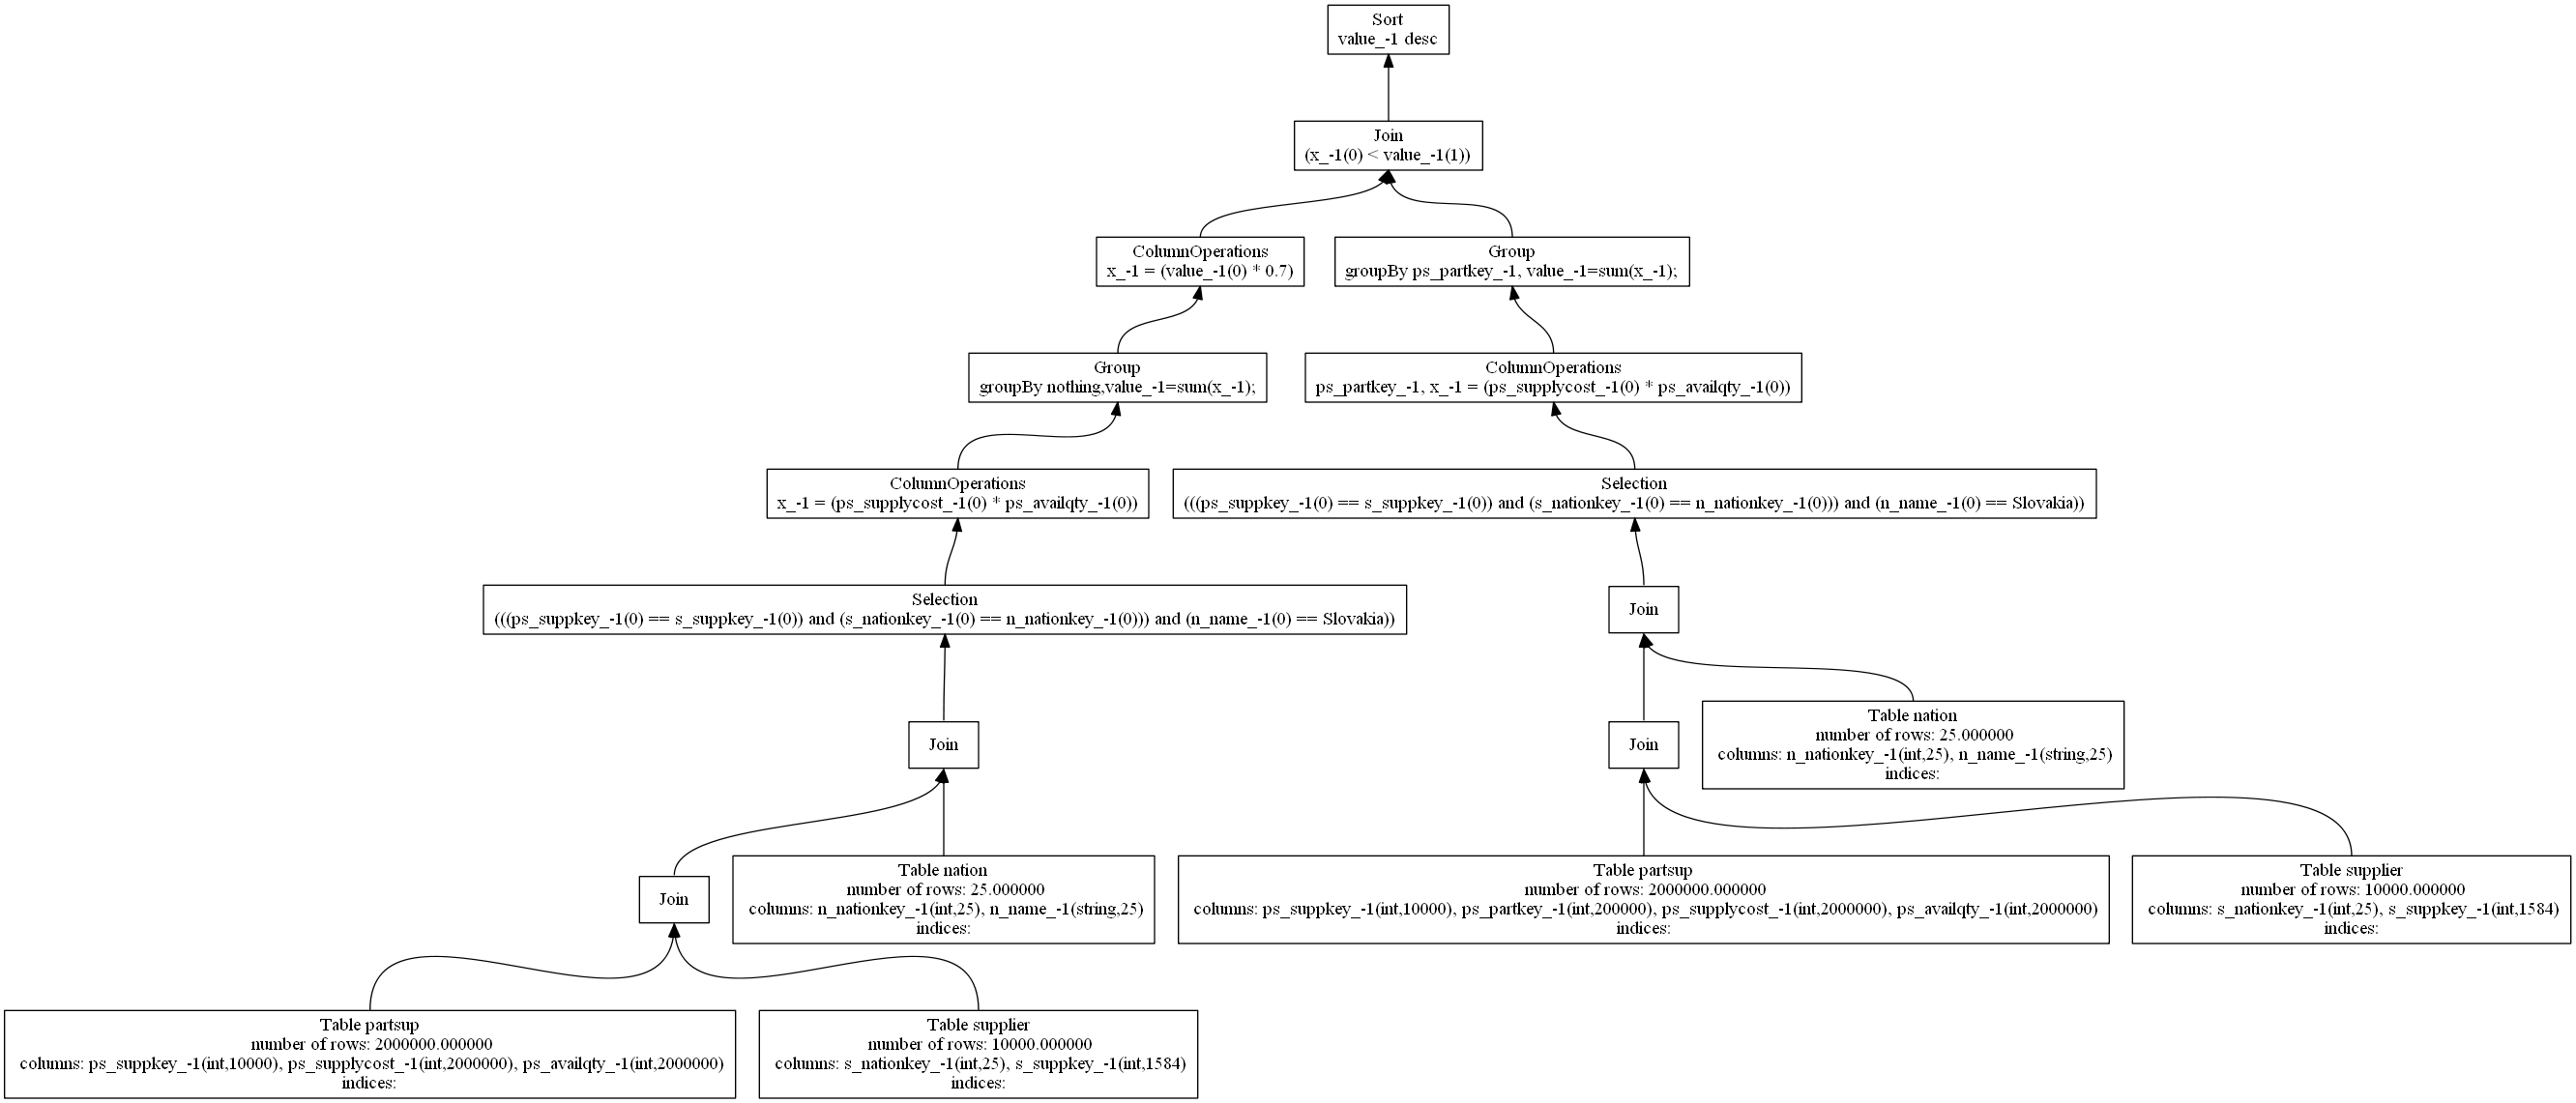 Sort
value_-1 desc
Join
(x_-1(0) < value_-1(1))
ColumnOperations
x_-1 = (value_-1(0) * 0.7)
Group
groupBy ps_partkey_-1, value_-1=sum(x_-1);
Group
groupBy nothing,value_-1=sum(x_-1);
ColumnOperations
ps_partkey_-1, x_-1 = (ps_supplycost_-1(0) * ps_availqty_-1(0))
ColumnOperations
x_-1 = (ps_supplycost_-1(0) * ps_availqty_-1(0))
Selection
(((ps_suppkey_-1(0) == s_suppkey_-1(0)) and (s_nationkey_-1(0) == n_nationkey_-1(0))) and (n_name_-1(0) == Slovakia))
Selection
(((ps_suppkey_-1(0) == s_suppkey_-1(0)) and (s_nationkey_-1(0) == n_nationkey_-1(0))) and (n_name_-1(0) == Slovakia))
Join
Join
Join
Table nation
number of rows: 25.000000
columns: n_nationkey_-1(int,25), n_name_-1(string,25)
indices:
Join
Table nation
number of rows: 25.000000
columns: n_nationkey_-1(int,25), n_name_-1(string,25)
indices:
Table partsup
number of rows: 2000000.000000
columns: ps_suppkey_-1(int,10000), ps_partkey_-1(int,200000), ps_supplycost_-1(int,2000000), ps_availqty_-1(int,2000000)
indices:
Table supplier
number of rows: 10000.000000
columns: s_nationkey_-1(int,25), s_suppkey_-1(int,1584)
indices:
Table partsup
number of rows: 2000000.000000
columns: ps_suppkey_-1(int,10000), ps_supplycost_-1(int,2000000), ps_availqty_-1(int,2000000)
indices:
Table supplier
number of rows: 10000.000000
columns: s_nationkey_-1(int,25), s_suppkey_-1(int,1584)
indices: